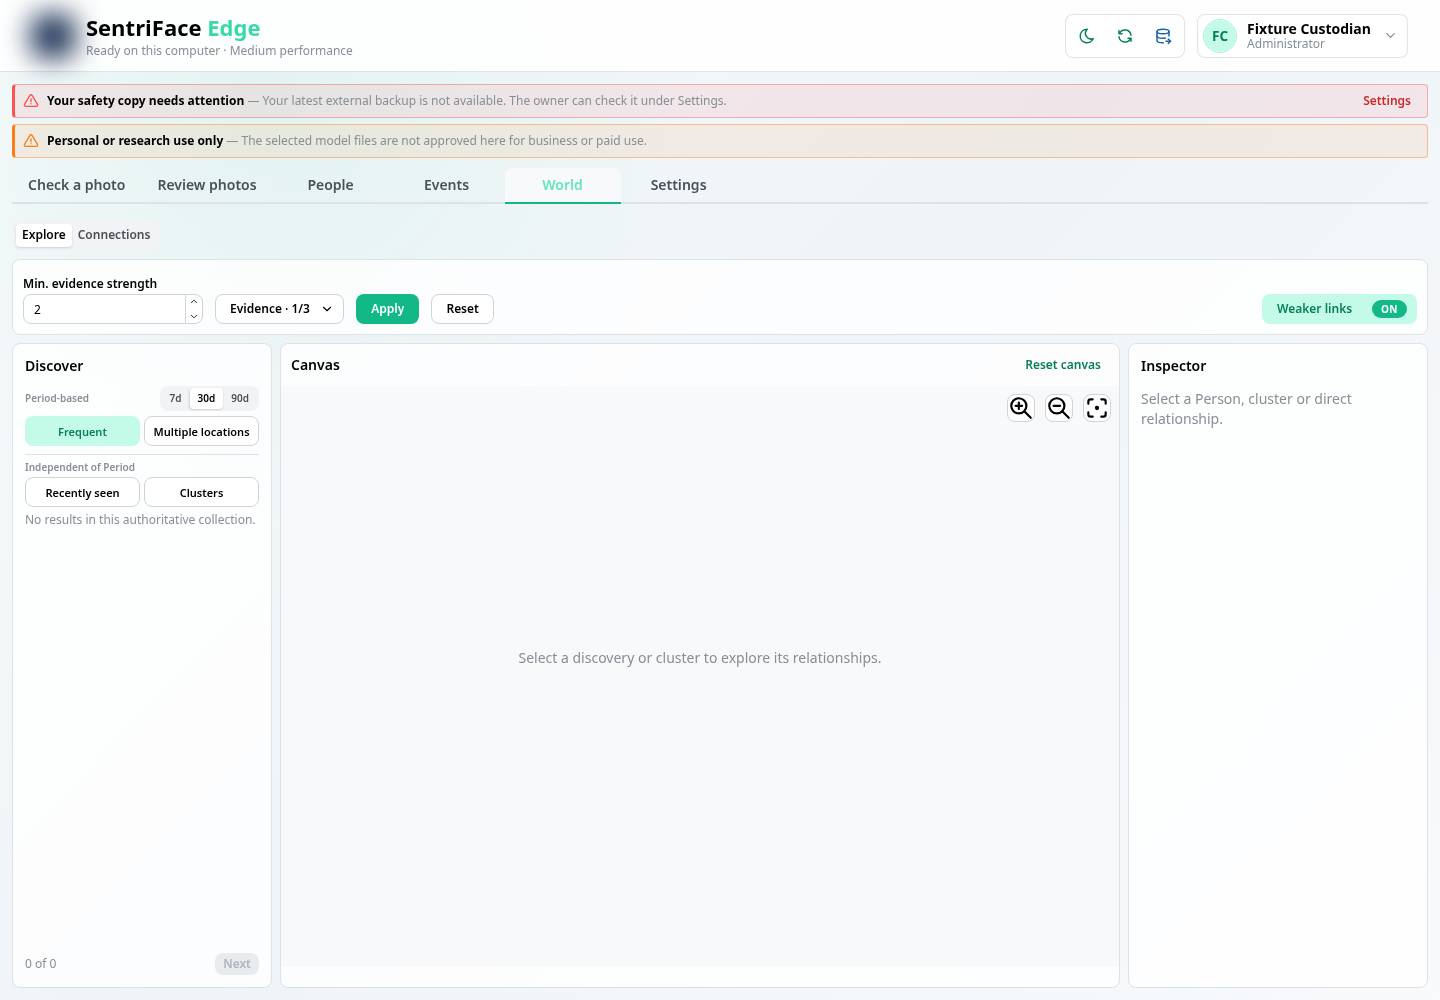 SentriFace Edge
Ready on this computer · Medium performance
FC
Fixture Custodian
Administrator
Your safety copy needs attention — Your latest external backup is not available. The owner can check it under Settings.
Settings
Personal or research use only — The selected model files are not approved here for business or paid use.
Check a photo
Review photos
People
Events
World
Settings
Explore
Connections
Min. evidence strength
2
Evidence · 1/3
Apply
Reset
Weaker links
ON
Discover
Period-based
7d
30d
90d
Frequent
Multiple locations
Independent of Period
Recently seen
Clusters
No results in this authoritative collection.
0 of 0
Next
Canvas
Reset canvas
Select a discovery or cluster to explore its relationships.
Inspector
Select a Person, cluster or direct
relationship.